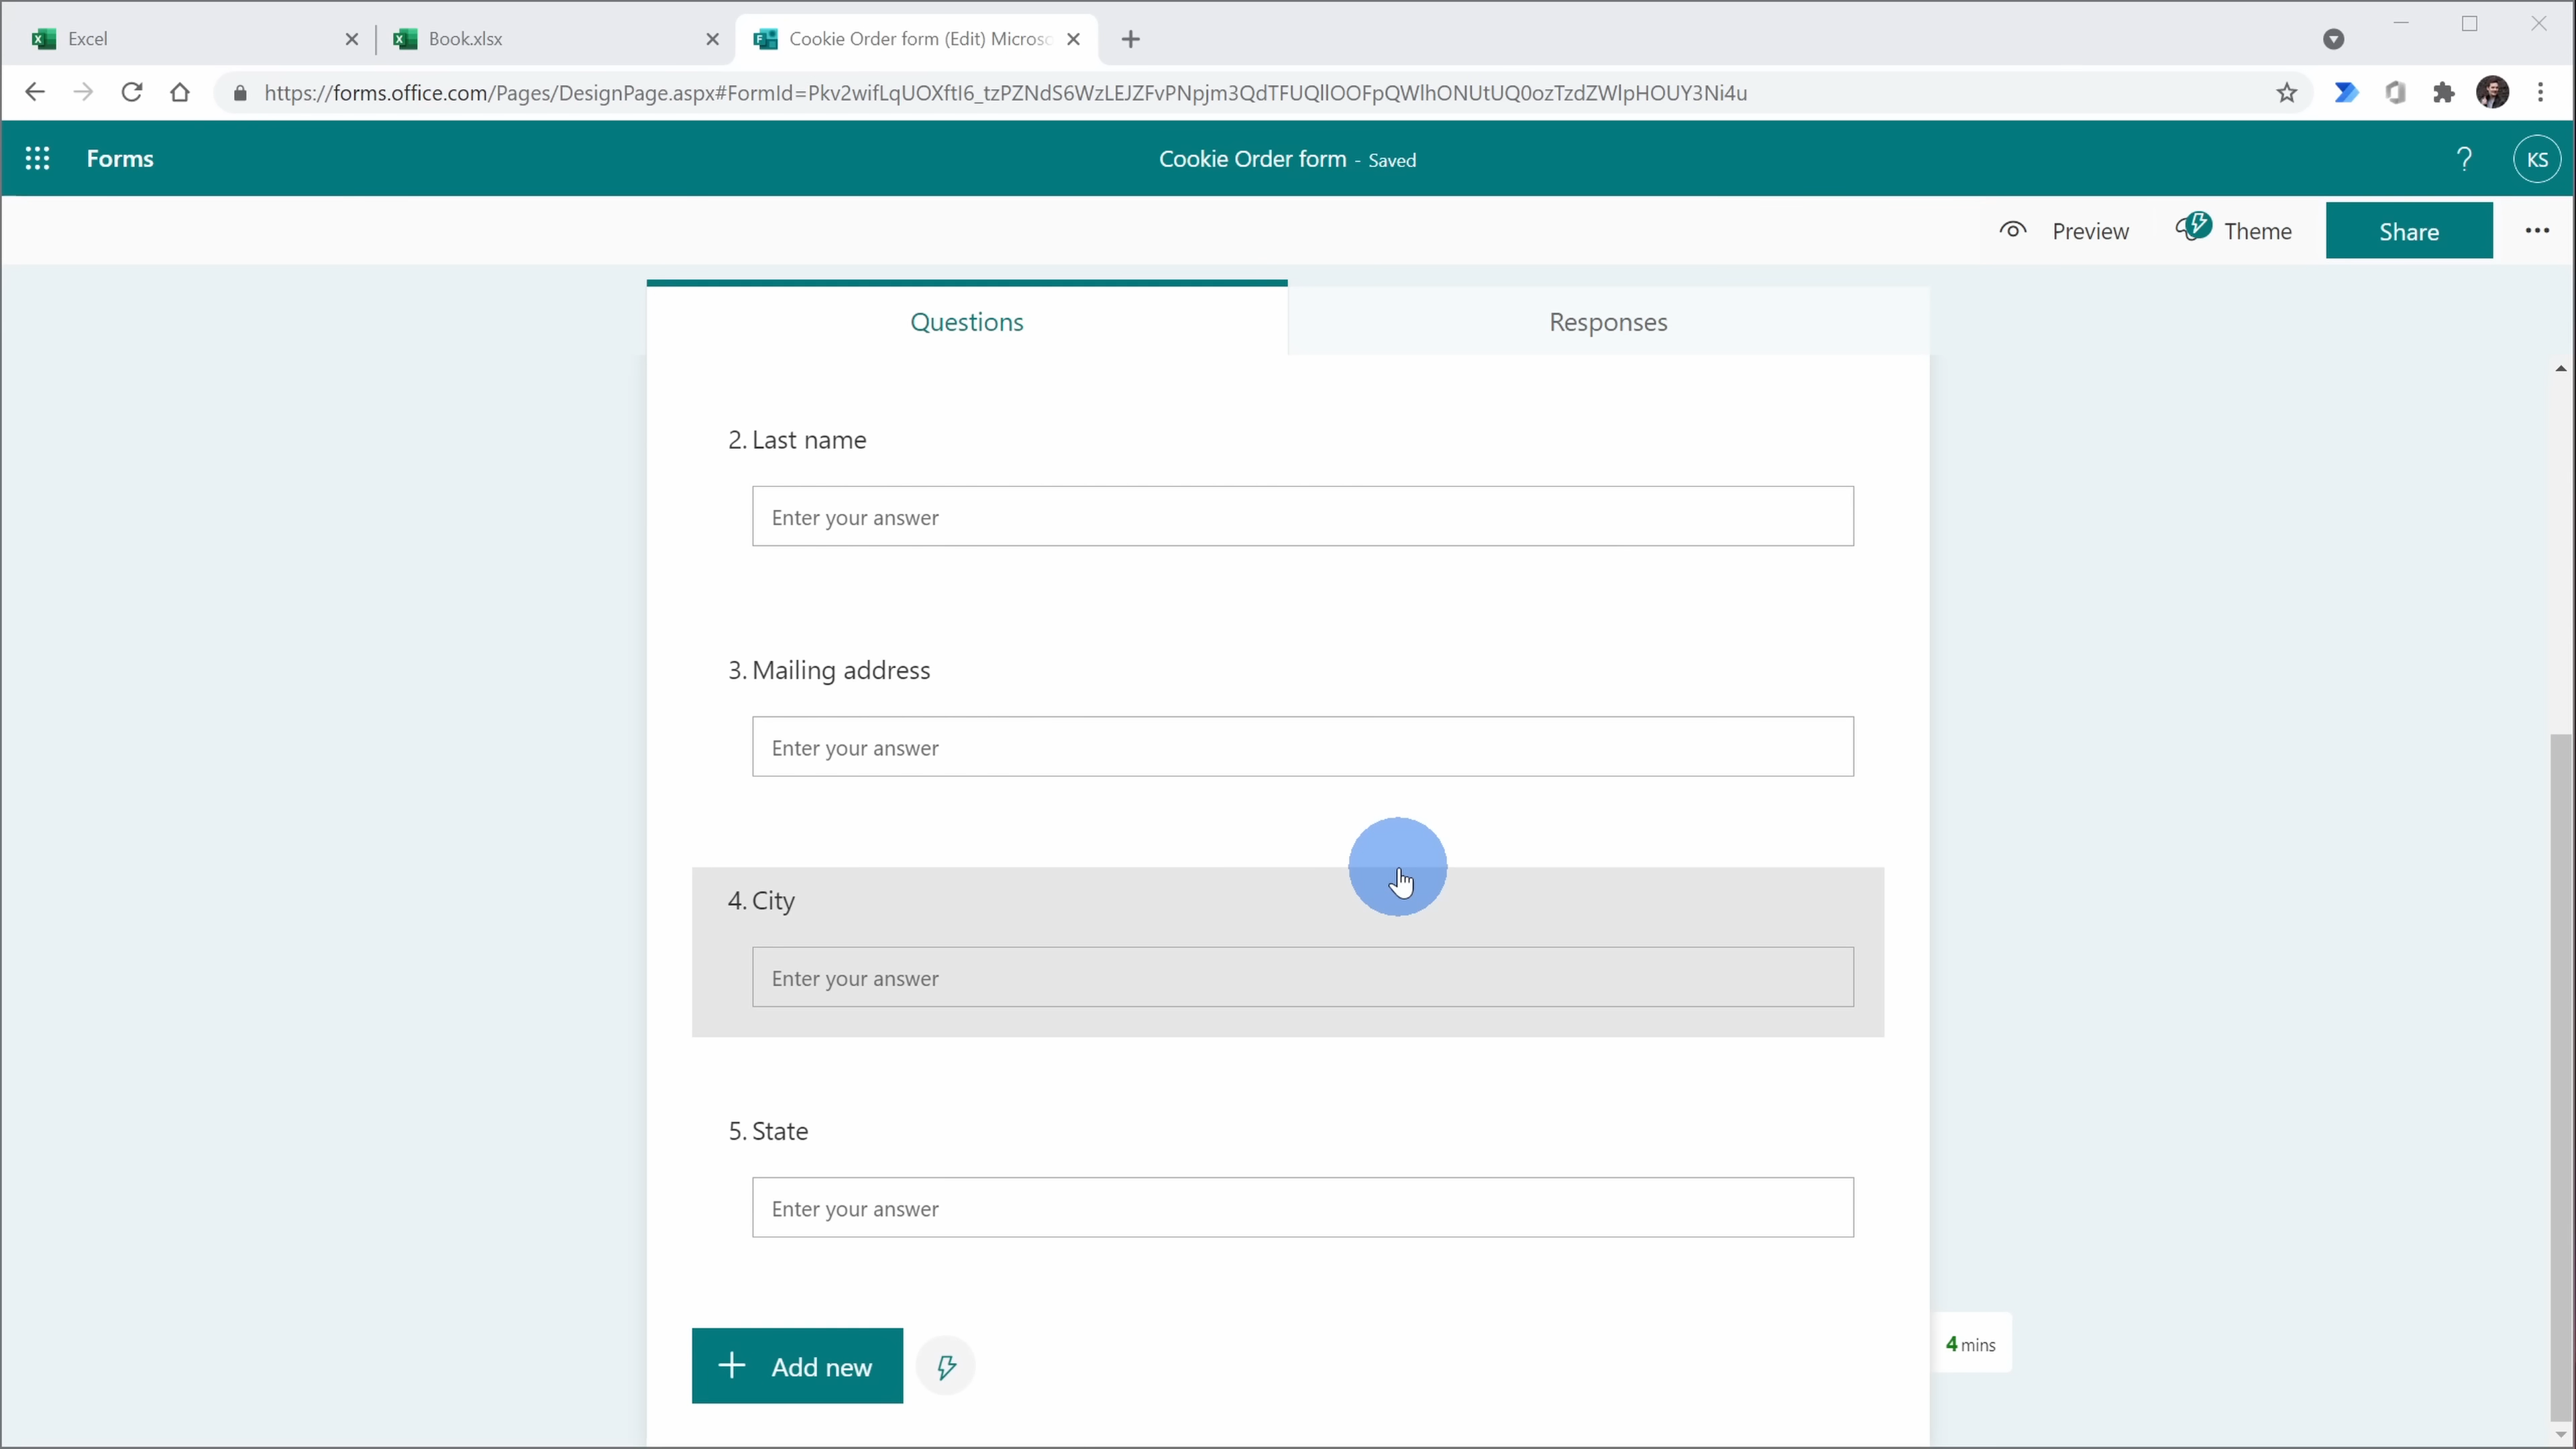 Excel
Book.xlsx
Cookie Order form (Edit) Microso
https://forms.office.com/Pages/DesignPage.aspx#FormId=Pkv2wifLqUOXftI6_tzPZNdS6WzLEJZFvPNpjm3QdTFUQllOOFpQWlhONUtUQ0ozTzdZWlpHOUY3Ni4u
Forms
Cookie Order form - Saved
?
KS
Preview
Theme
Share
Questions
Responses
2. Last name
Enter your answer
3. Mailing address
Enter your answer
4. City
Enter your answer
5. State
Enter your answer
Add new
4 mins